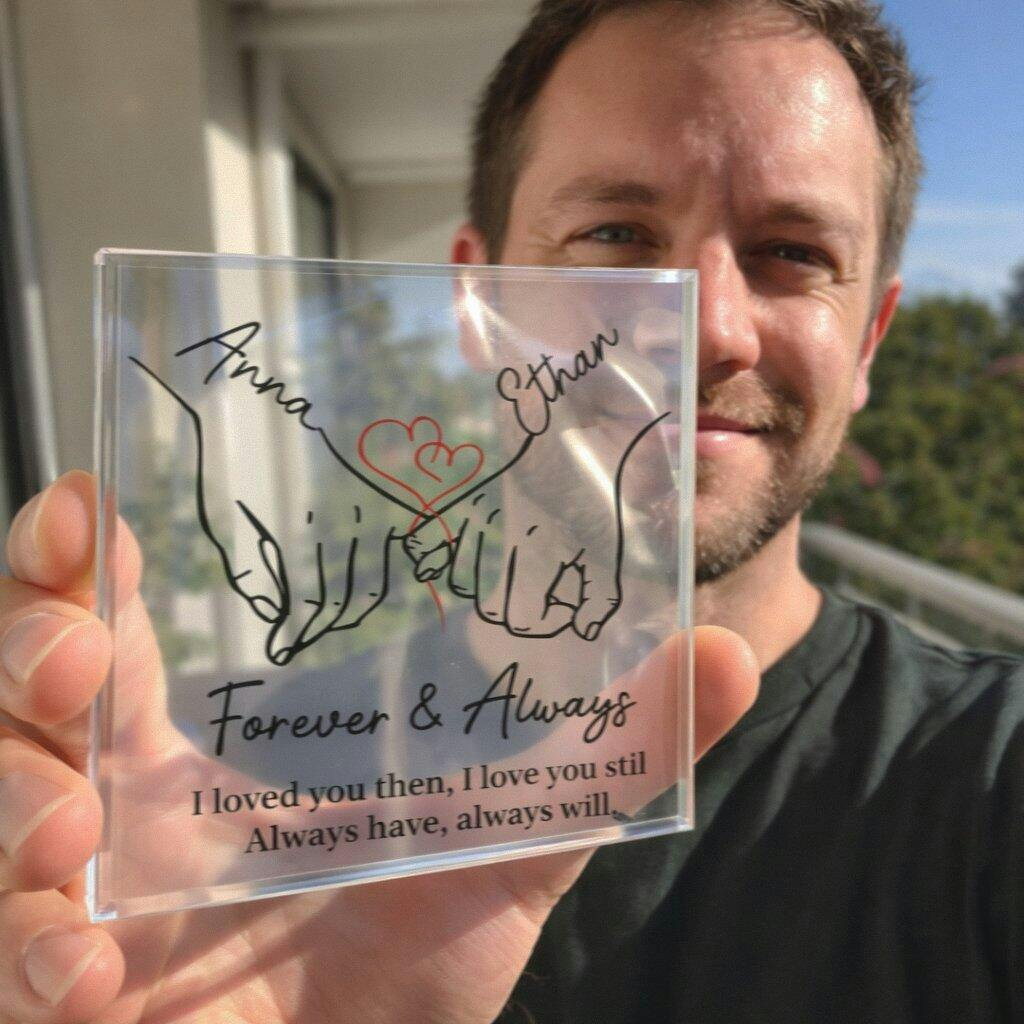 Anna
Ethan
Forever & Always
I loved you then, I love you stil
Always have, always will.